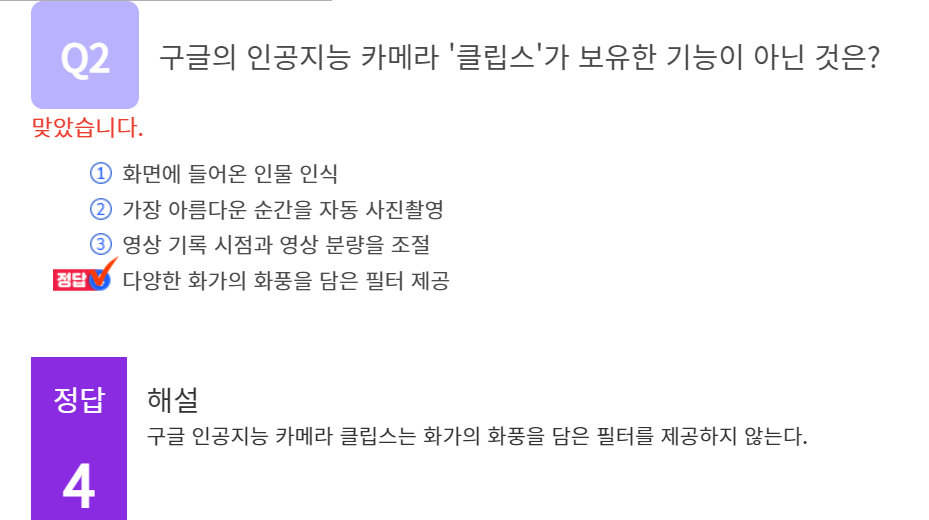 Q2 구글의 인공지능 카메라 '클립스'가 보유한 기능이 아닌 것은?
맞았습니다.
① 화면에 들어온 인물 인식
② 가장 아름다운 순간을 자동 사진촬영
③ 영상 기록 시점과 영상 분량을 조절
정답 다양한 화가의 화풍을 담은 필터 제공
정답
4
해설
구글 인공지능 카메라 클립스는 화가의 화풍을 담은 필터를 제공하지 않는다.